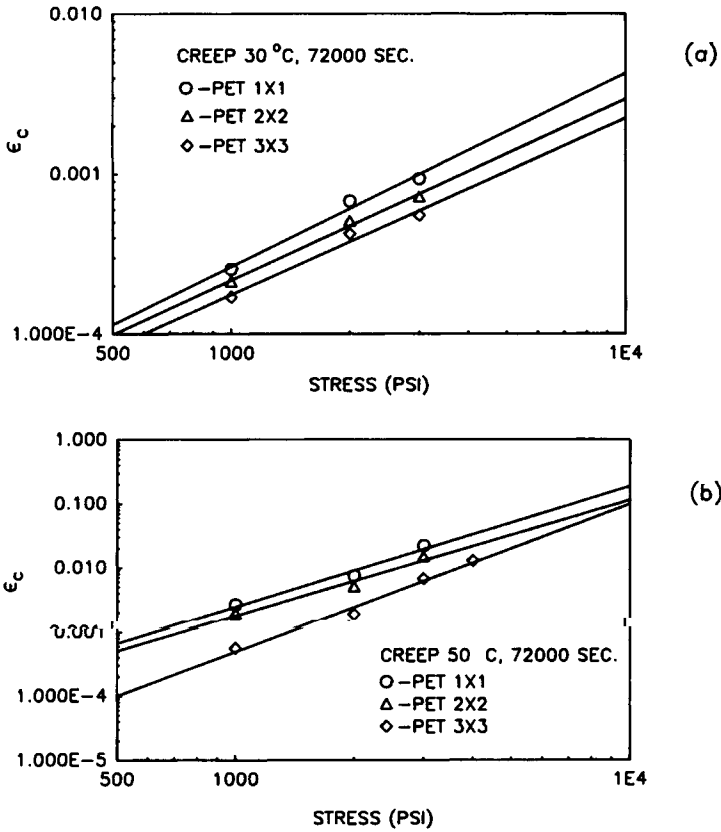 0.010
CREEP 30 °C, 72000 SEC.
(a)
○-PET 1X1
△-PET 2X2
◇-PET 3X3
ϵc
0.001
1.000E-4
500
1000
1E4
STRESS (PSI)
1.000
(b)
0.100
ϵc
0.010
CREEP 50 C, 72000 SEC.
○-PET 1X1
△-PET 2X2
◇-PET 3X3
1.000E-4
1.000E-5
500
1000
1E4
STRESS (PSI)